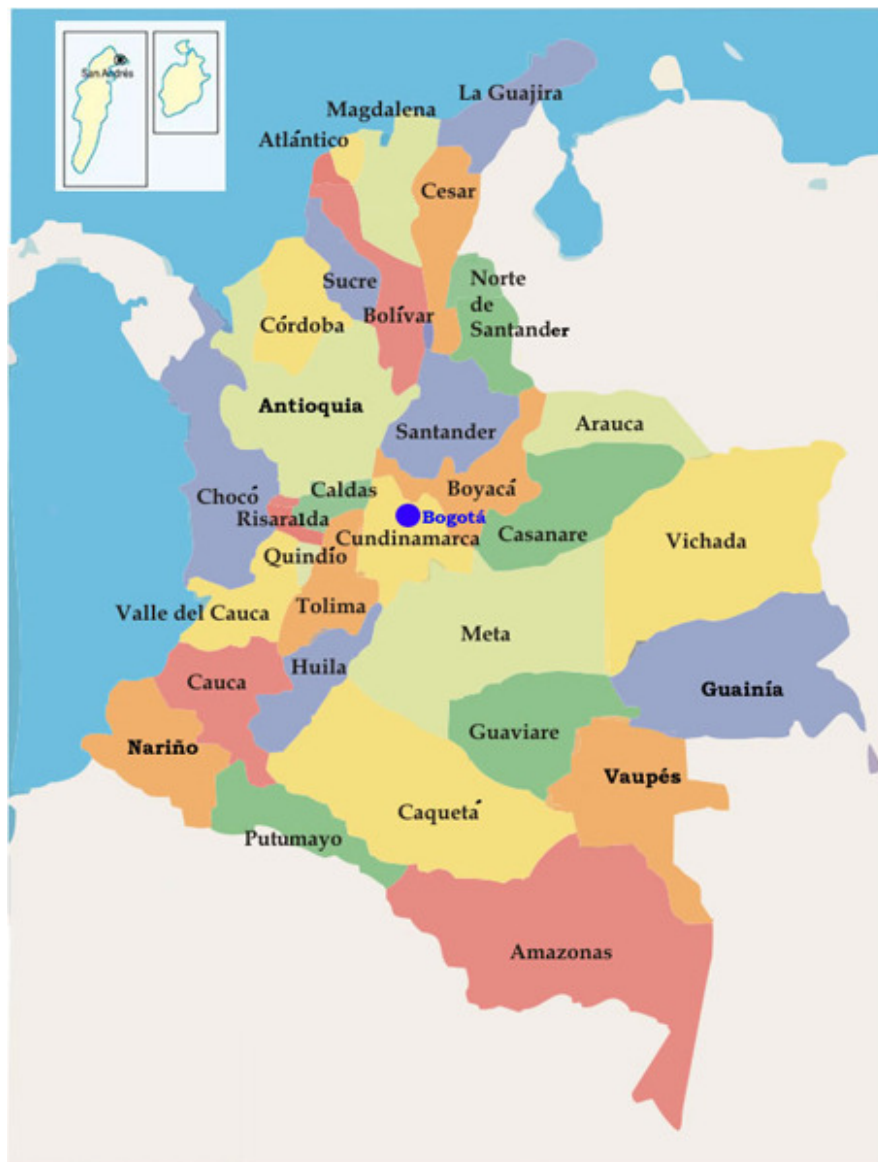 San Andrés
La Guajira
Magdalena
Atlántico
Cesar
Sucre
Norte
de
Santander
Bolívar
Córdoba
Antioquia
Santander
Arauca
Chocó
Caldas
Boyacá
Risaralda
Bogotá
Cundinamarca
Casanare
Vichada
Quindío
Valle del Cauca
Tolima
Meta
Cauca
Huila
Guainía
Nariño
Guaviare
Vaupés
Caquetá
Putumayo
Amazonas